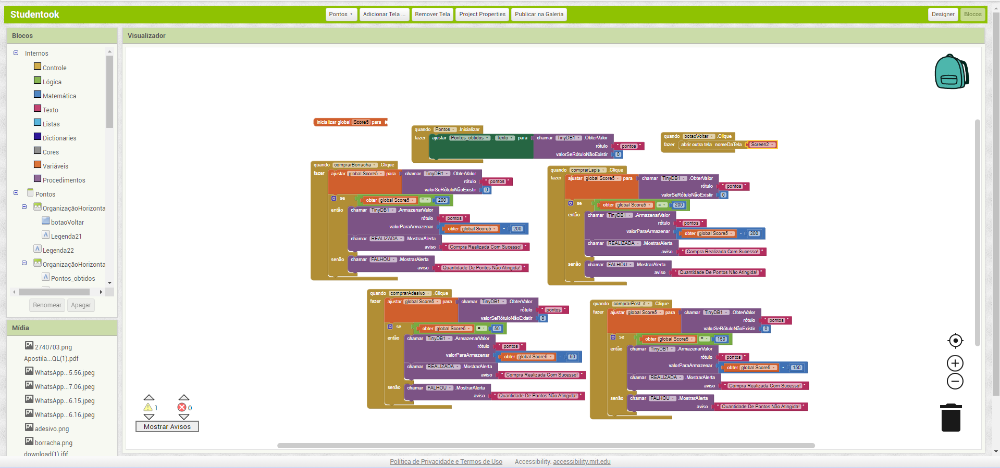 Studentook
Pontos
Adicionar Tela ...
Remover Tela
Project Properties
Publicar na Galeria
Designer
Blocos
Blocos
Internos
Controle
Lógica
Matemática
Texto
Listas
Dictionaries
Cores
Variáveis
Procedimentos
Pontos
OrganizaçãoHorizonta
botaoVoltar
Legenda21
Legenda22
OrganizaçãoHorizonta
Pontos_obtidos
Renomear
Apagar
Mídia
2740703.png
Apostila...QL(1).pdf
WhatsApp...5.56.jpeg
WhatsApp...7.06.jpeg
WhatsApp...6.15.jpeg
WhatsApp...6.16.jpeg
adesivo.png
borracha.png
download(1).jfif
Visualizador
inicializar global Score5 para
quando Pontos .Inicializar
fazer ajustar Pontos_obtidos . Texto para chamar TinyDB1 .ObterValor
rótulo " pontos "
valorSeRótuloNãoExistir 0
quando botaoVoltar .Clique
fazer abrir outra tela nomeDaTela Screen2
quando comprarBorracha .Clique
fazer ajustar global Score5 para chamar TinyDB1 .ObterValor
rótulo " pontos "
valorSeRótuloNãoExistir 0
se obter global Score5 = 200
então chamar TinyDB1 .ArmazenarValor
rótulo " pontos "
valorParaArmazenar obter global Score5 - 200
chamar REALIZADA .MostrarAlerta
aviso " Compra Realizada Com Sucesso! "
senão chamar FALHOU .MostrarAlerta
aviso " Quantidade De Pontos Não Atingida! "
quando comprarLapis .Clique
fazer ajustar global Score5 para chamar TinyDB1 .ObterValor
rótulo " pontos "
valorSeRótuloNãoExistir 0
se obter global Score5 = 200
então chamar TinyDB1 .ArmazenarValor
rótulo " pontos "
valorParaArmazenar obter global Score5 - 200
chamar REALIZADA .MostrarAlerta
aviso " Compra Realizada Com Sucesso! "
senão chamar FALHOU .MostrarAlerta
aviso " Quantidade De Pontos Não Atingida! "
quando comprarAdesivo .Clique
fazer ajustar global Score5 para chamar TinyDB1 .ObterValor
rótulo " pontos "
valorSeRótuloNãoExistir 0
se obter global Score5 = 50
então chamar TinyDB1 .ArmazenarValor
rótulo " pontos "
valorParaArmazenar obter global Score5 - 50
chamar REALIZADA .MostrarAlerta
aviso " Compra Realizada Com Sucesso! "
senão chamar FALHOU .MostrarAlerta
aviso " Quantidade De Pontos Não Atingida! "
quando comprarPost_it .Clique
fazer ajustar global Score5 para chamar TinyDB1 .ObterValor
rótulo " pontos "
valorSeRótuloNãoExistir 0
se obter global Score5 = 150
então chamar TinyDB1 .ArmazenarValor
rótulo " pontos "
valorParaArmazenar obter global Score5 - 150
chamar REALIZADA .MostrarAlerta
aviso " Compra Realizada Com Sucesso! "
senão chamar FALHOU .MostrarAlerta
aviso " Quantidade De Pontos Não Atingida! "
1 0
Mostrar Avisos
Política de Privacidade e Termos de Uso Accessibility: accessibility.mit.edu